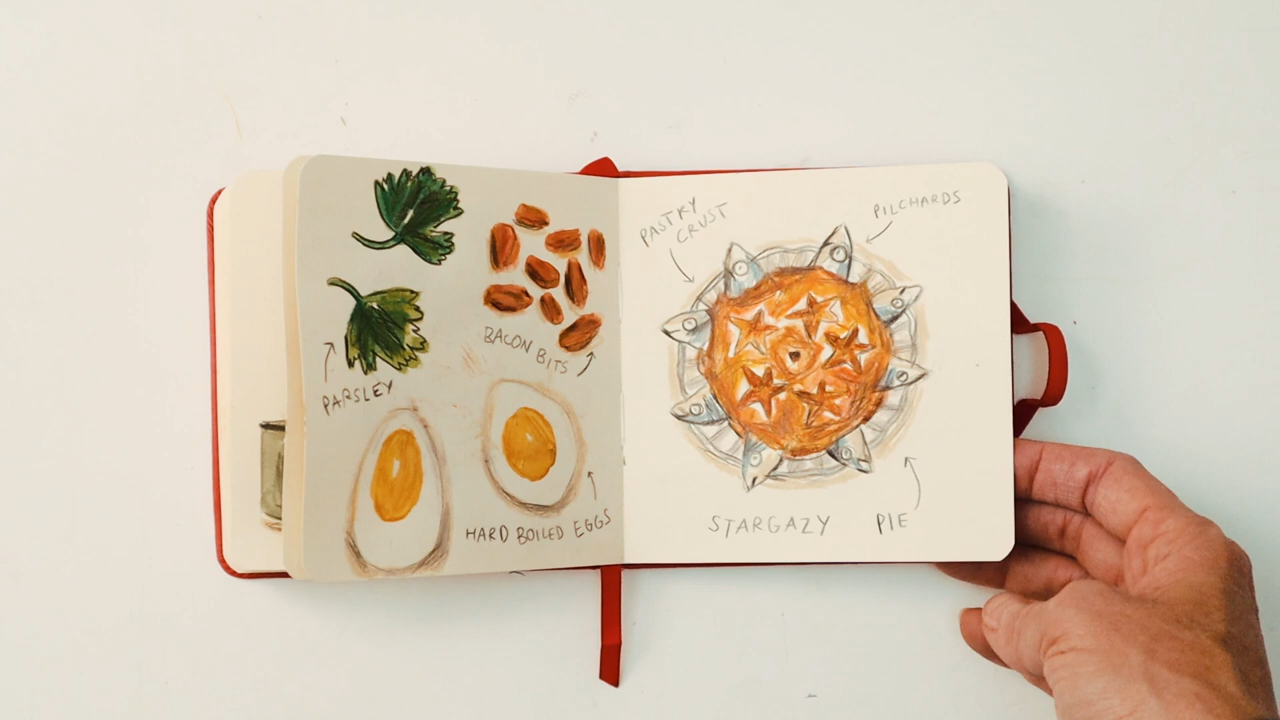 PARSLEY
BACON BITS
HARD BOILED EGGS
PASTRY
CRUST
PILCHARDS
STARGAZY PIE